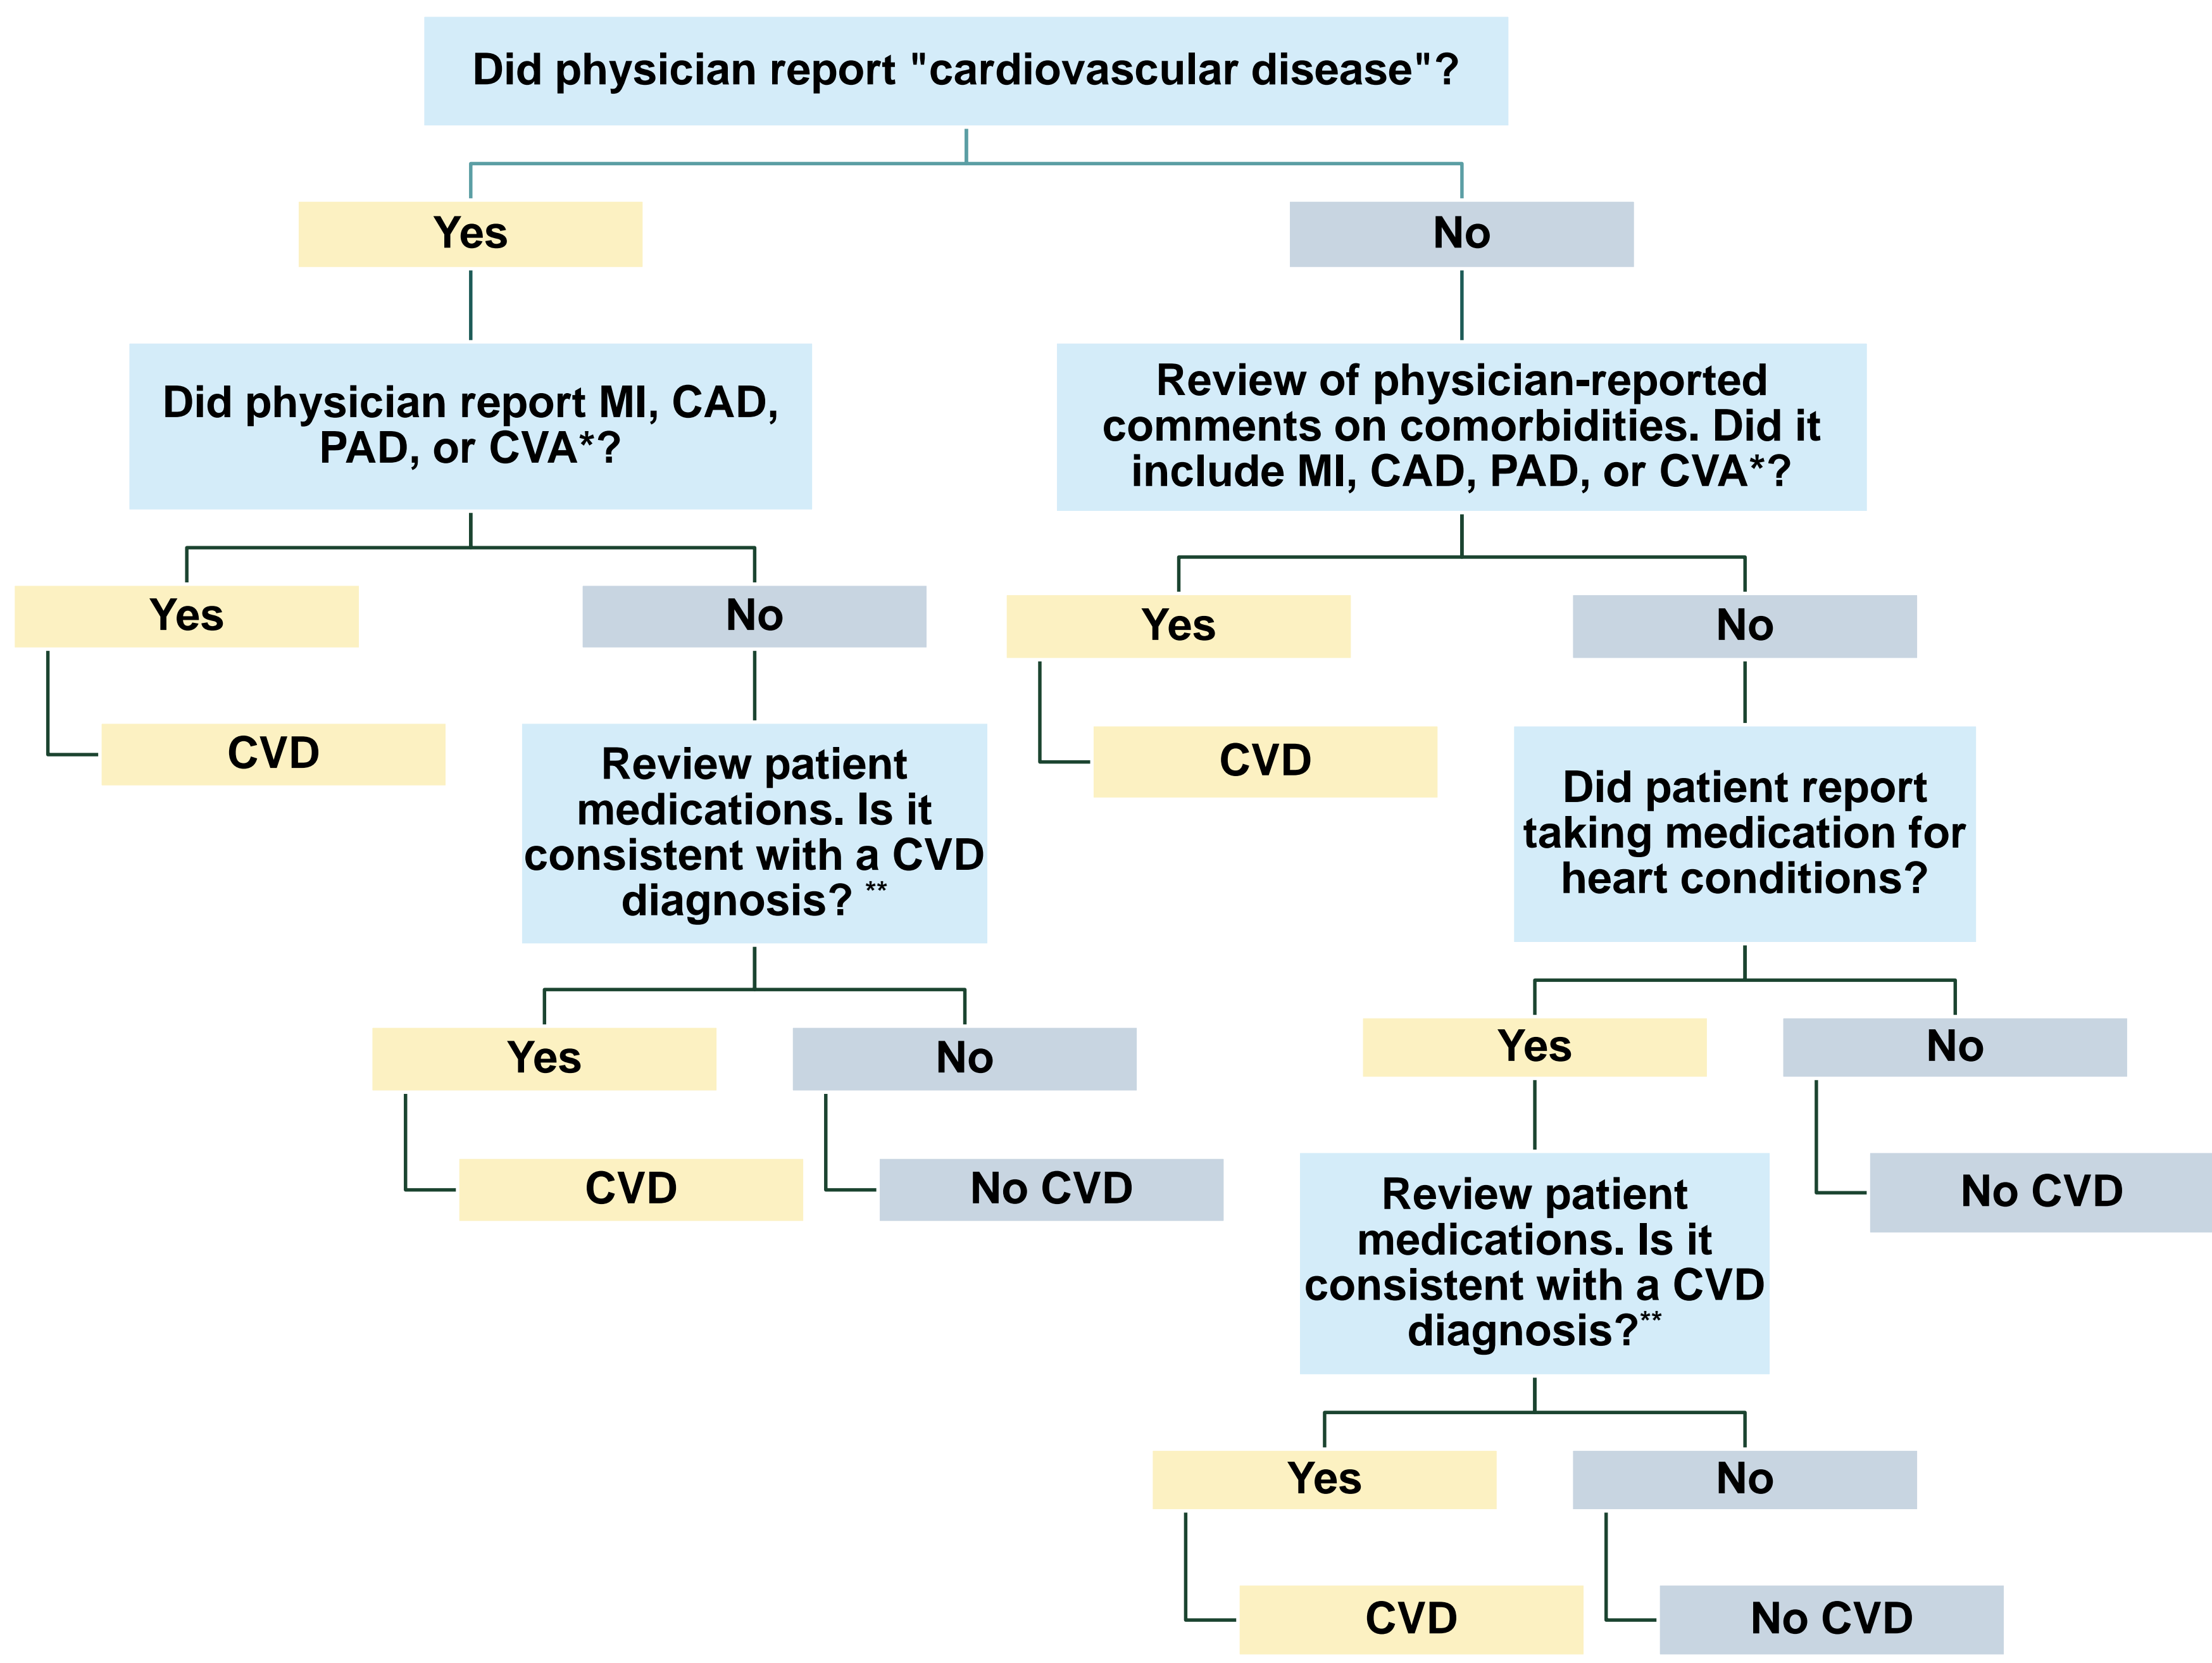 Did physician report "cardiovascular disease"?
Yes
No
Did physician report MI, CAD,
PAD, or CVA*?
Review of physician-reported
comments on comorbidities. Did it
include MI, CAD, PAD, or CVA*?
Yes
No
Yes
No
CVD
Review patient
medications. Is it
consistent with a CVD
diagnosis? **
CVD
Did patient report
taking medication for
heart conditions?
Yes
No
Yes
No
CVD
No CVD
Review patient
medications. Is it
consistent with a CVD
diagnosis?**
No CVD
Yes
No
CVD
No CVD